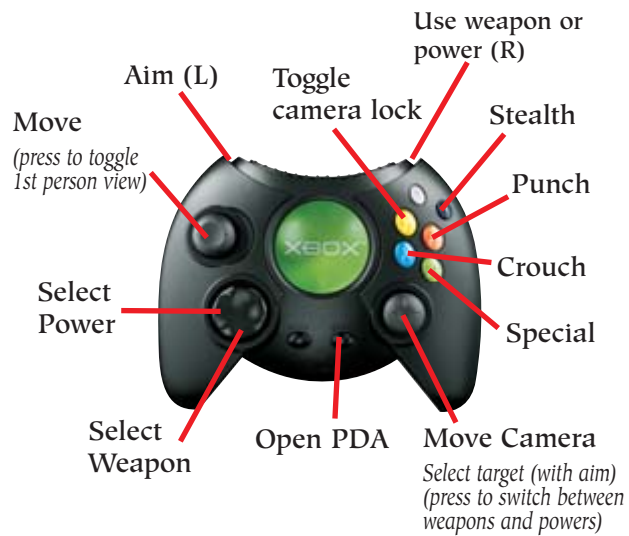 Use weapon or
power (R)
Aim (L)
Toggle
camera lock
Stealth
Move
(press to toggle
1st person view)
Punch
XBOX
Crouch
Select
Power
Special
Select
Weapon
Open PDA
Move Camera
Select target (with aim)
(press to switch between
weapons and powers)